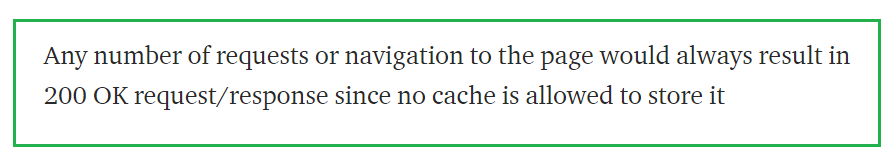 Any number of requests or navigation to the page would always result in
200 OK request/response since no cache is allowed to store it